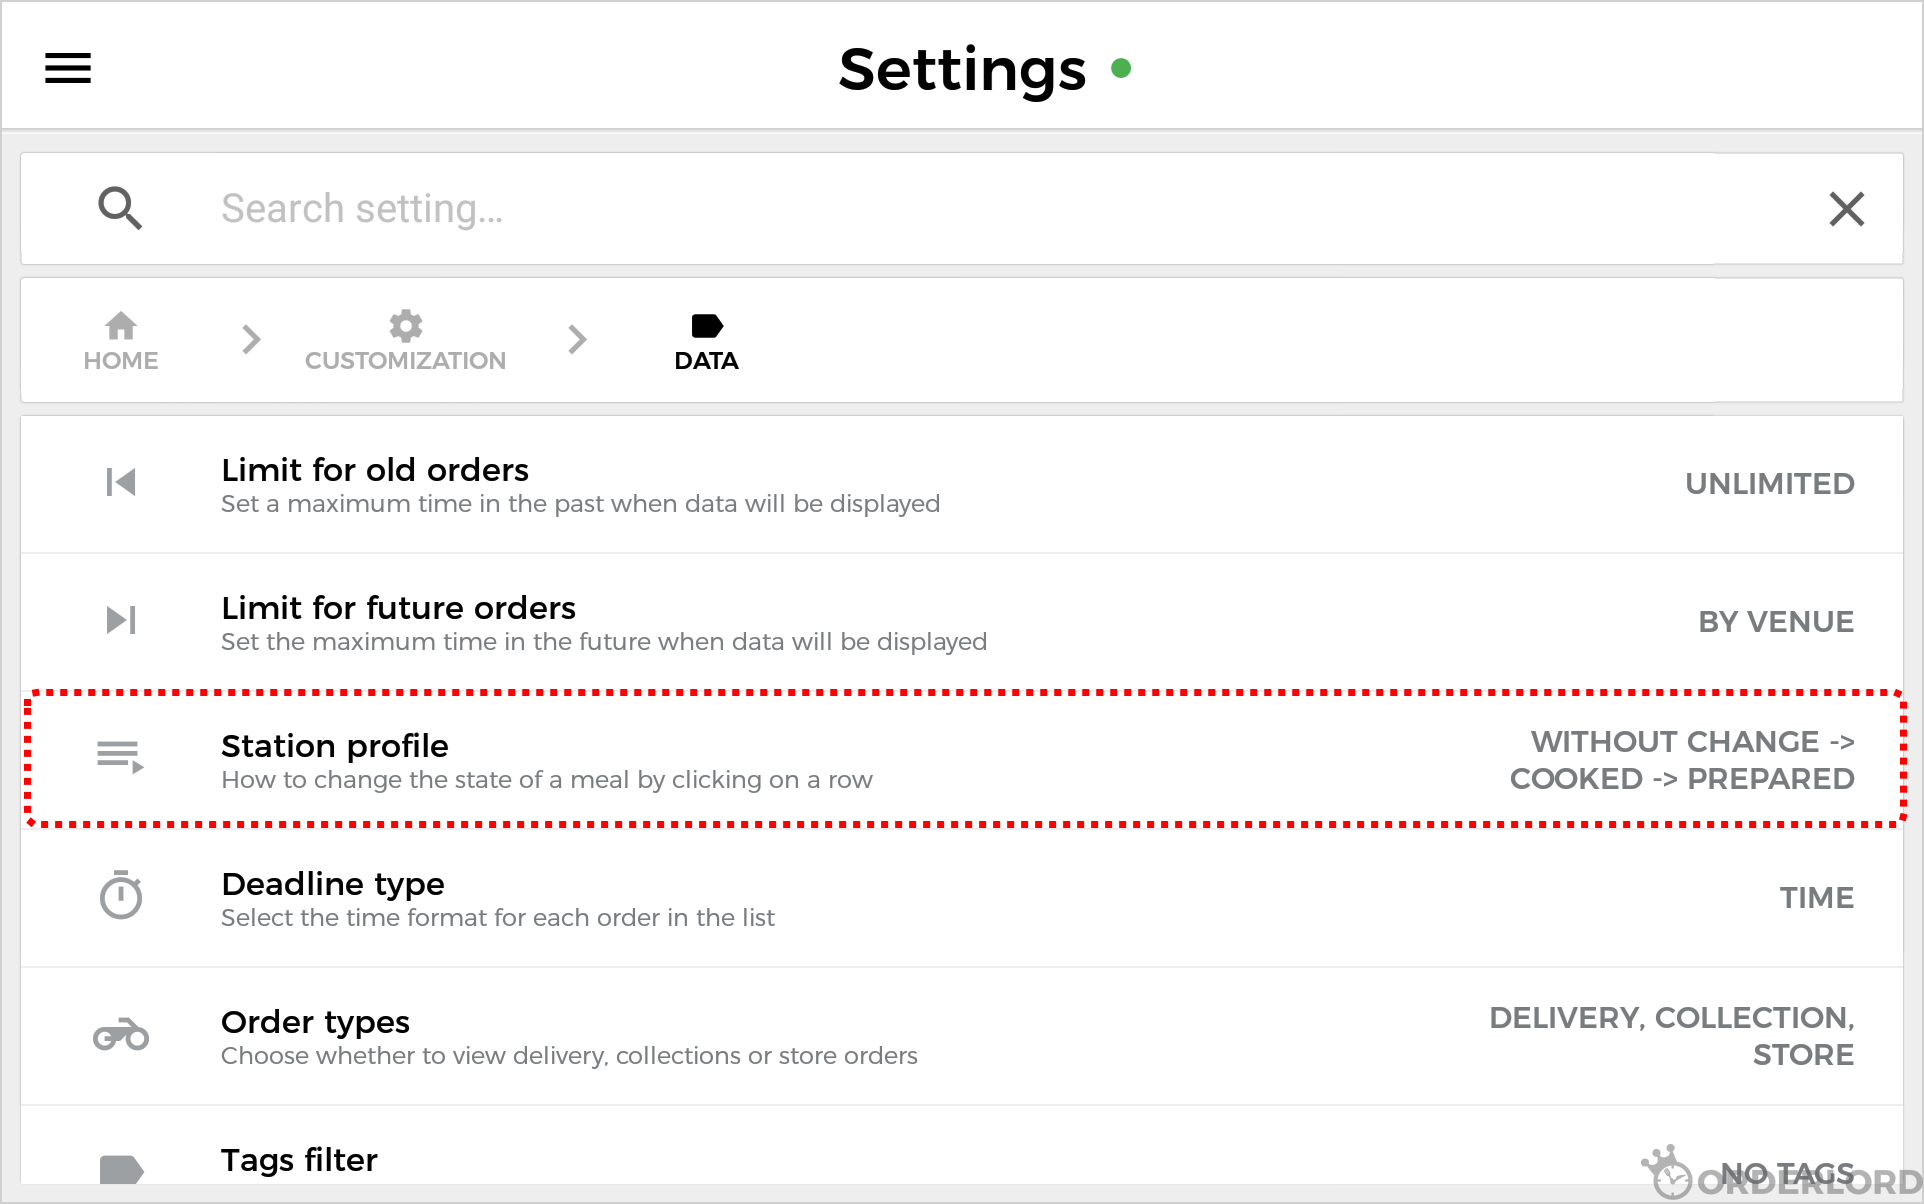 Settings
Search setting...
HOME
CUSTOMIZATION
DATA
Limit for old orders
Set a maximum time in the past when data will be displayed
UNLIMITED
Limit for future orders
Set the maximum time in the future when data will be displayed
BY VENUE
Station profile
How to change the state of a meal by clicking on a row
WITHOUT CHANGE ->
COOKED -> PREPARED
Deadline type
Select the time format for each order in the list
TIME
Order types
Choose whether to view delivery, collections or store orders
DELIVERY, COLLECTION,
STORE
Tags filter
NO TAGS
ORDERLORD